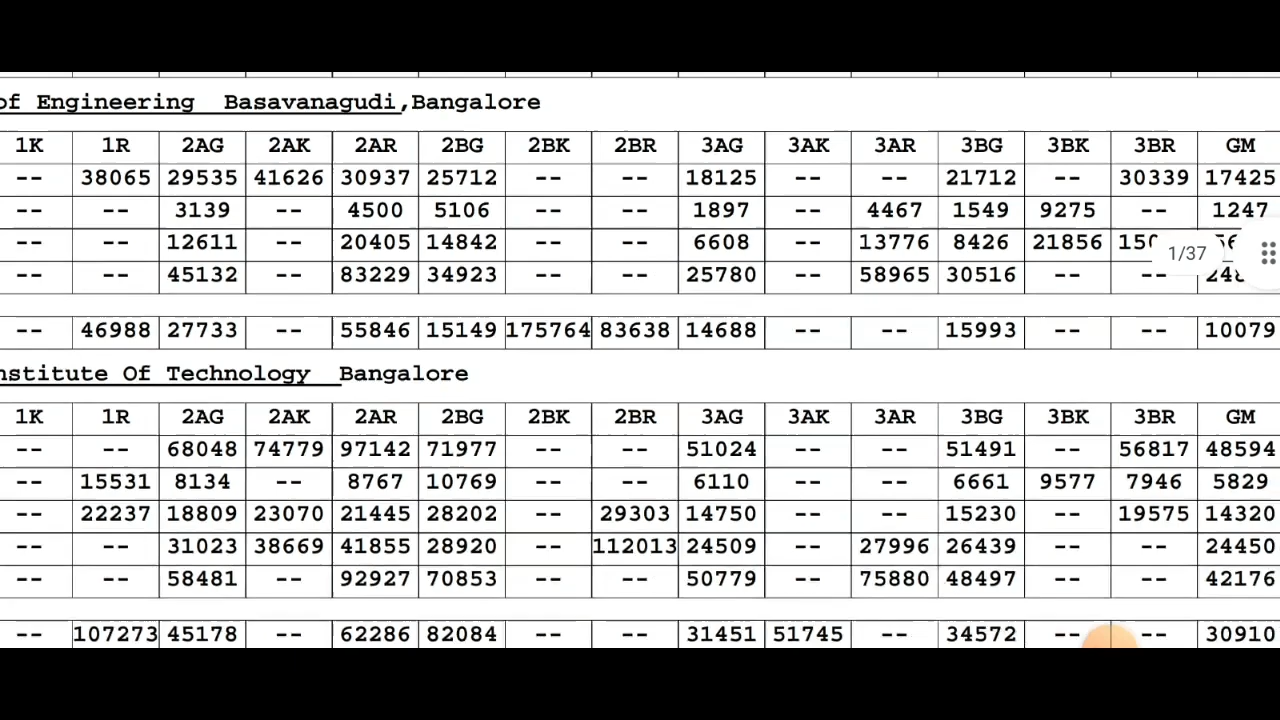 of Engineering Basavanagudi,Bangalore
1K 1R 2AG 2AK 2AR 2BG 2BK 2BR 3AG 3AK 3AR 3BG 3BK 3BR GM
-- 38065 29535 41626 30937 25712 -- -- 18125 -- -- 21712 -- 30339 17425
-- -- 3139 -- 4500 5106 -- -- 1897 -- 4467 1549 9275 -- 1247
-- -- 12611 -- 20405 14842 -- -- 6608 -- 13776 8426 21856
1/37
-- -- 45132 -- 83229 34923 -- -- 25780 -- 58965 30516 -- --
-- 46988 27733 -- 55846 15149 175764 83638 14688 -- -- 15993 -- -- 10079
nstitute Of Technology Bangalore
1K 1R 2AG 2AK 2AR 2BG 2BK 2BR 3AG 3AK 3AR 3BG 3BK 3BR GM
-- -- 68048 74779 97142 71977 -- -- 51024 -- -- 51491 -- 56817 48594
-- 15531 8134 -- 8767 10769 -- -- 6110 -- -- 6661 9577 7946 5829
-- 22237 18809 23070 21445 28202 -- 29303 14750 -- -- 15230 -- 19575 14320
-- -- 31023 38669 41855 28920 -- 112013 24509 -- 27996 26439 -- -- 24450
-- -- 58481 -- 92927 70853 -- -- 50779 -- 75880 48497 -- -- 42176
-- 107273 45178 -- 62286 82084 -- -- 31451 51745 -- 34572 -- -- 30910